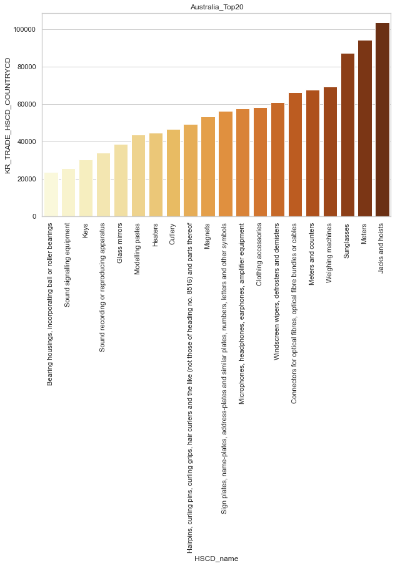 Australia_Top20
KR_TRADE_HSCD_COUNTRYCD
100000
80000
60000
40000
20000
0
Bearing housings, incorporating ball or roller bearings
Sound signalling equipment
Keys
Sound recording or reproducing apparatus
Glass mirrors
Modelling pastes
Heaters
Cutlery
Hairpins, curling pins, curling grips, hair curlers and the like (not those of heading no. 8516) and parts thereof
Magnets
Sign plates, name-plates, address-plates and similar plates, numbers, letters and other symbols
Microphones, headphones, earphones, amplifier equipment
Clothing accessories
Windscreen wipers, defrosters and demisters
Connectors for optical fibres, optical fibre bundles or cables
Meters and counters
Weighing machines
Sunglasses
Meters
Jacks and hoists
HSCD_name